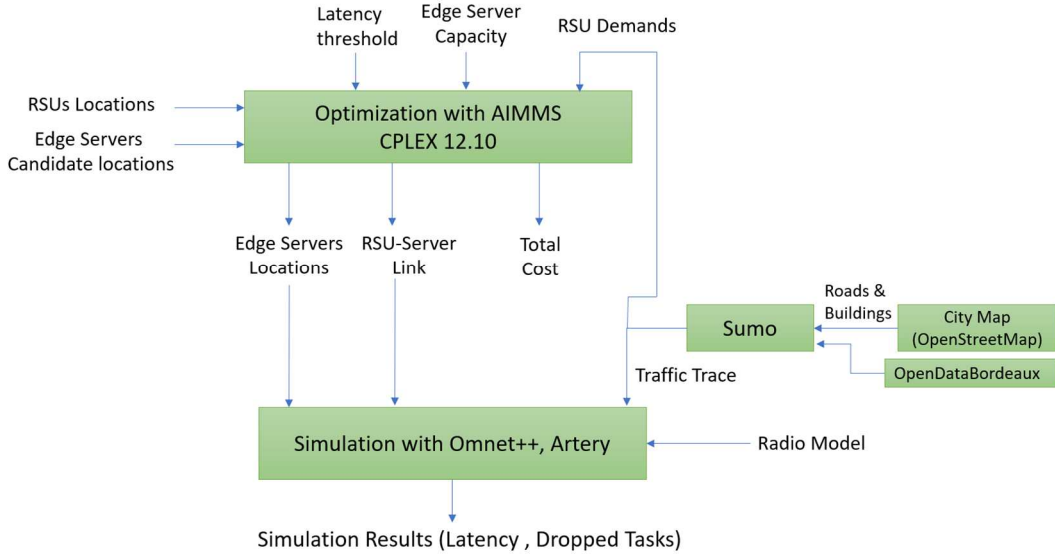 Latency
threshold
Edge Server
Capacity
RSU Demands
RSUs Locations
Edge Servers
Candidate locations
Optimization with AIMMS
CPLEX 12.10
Edge Servers
Locations
RSU-Server
Link
Total
Cost
Roads &
Buildings
Sumo
City Map
(OpenStreetMap)
OpenDataBordeaux
Traffic Trace
Simulation with Omnet++, Artery
Radio Model
Simulation Results (Latency , Dropped Tasks)